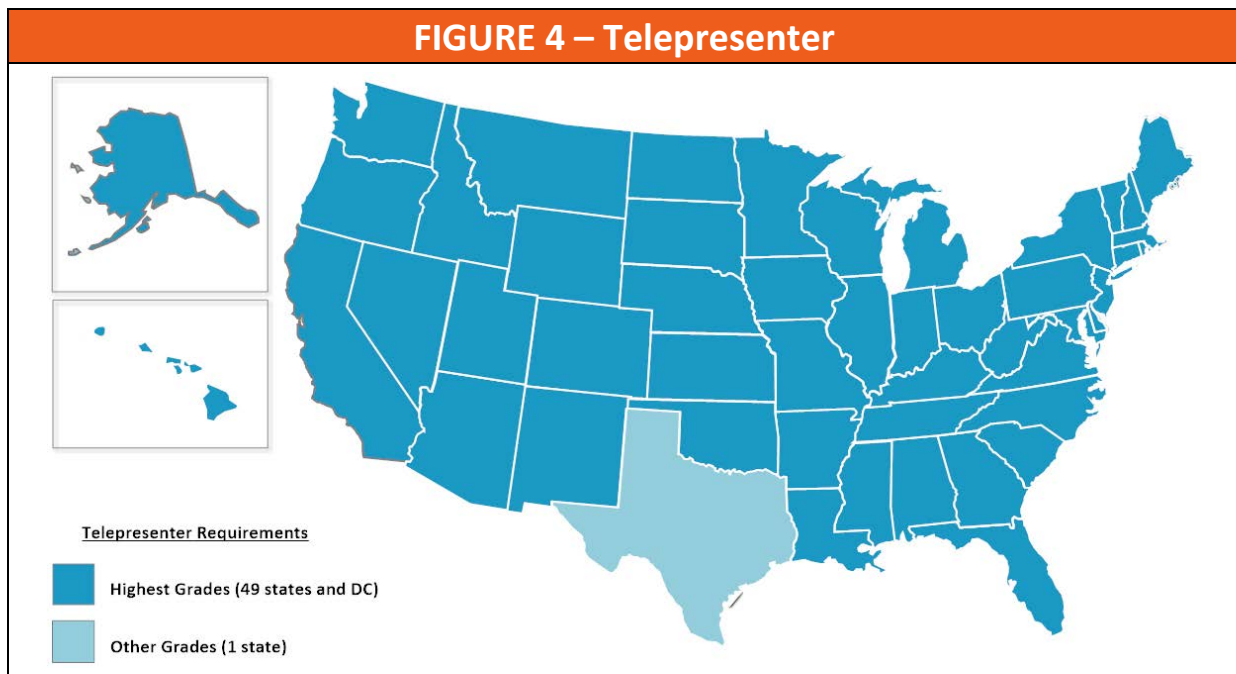 FIGURE 4 – Telepresenter
Telepresenter Requirements
Highest Grades (49 states and DC)
Other Grades (1 state)